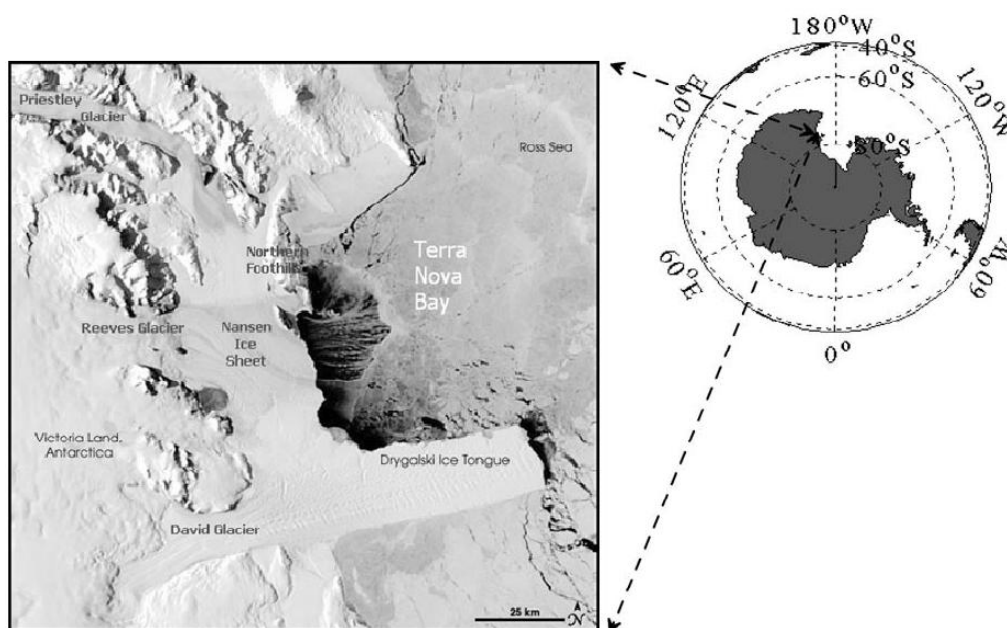 Priestley
Glacier
Ross Sea
Northern
Foothill
Terra
Nova
Bay
Reeves Glacier
Nansen
Ice
Sheet
Victoria Land,
Antarctica
Drygalski Ice Tongue
David Glacier
25 km
N
180°W
40°S
60°S
80°S
120°E
120°W
60°E
60°W
0°